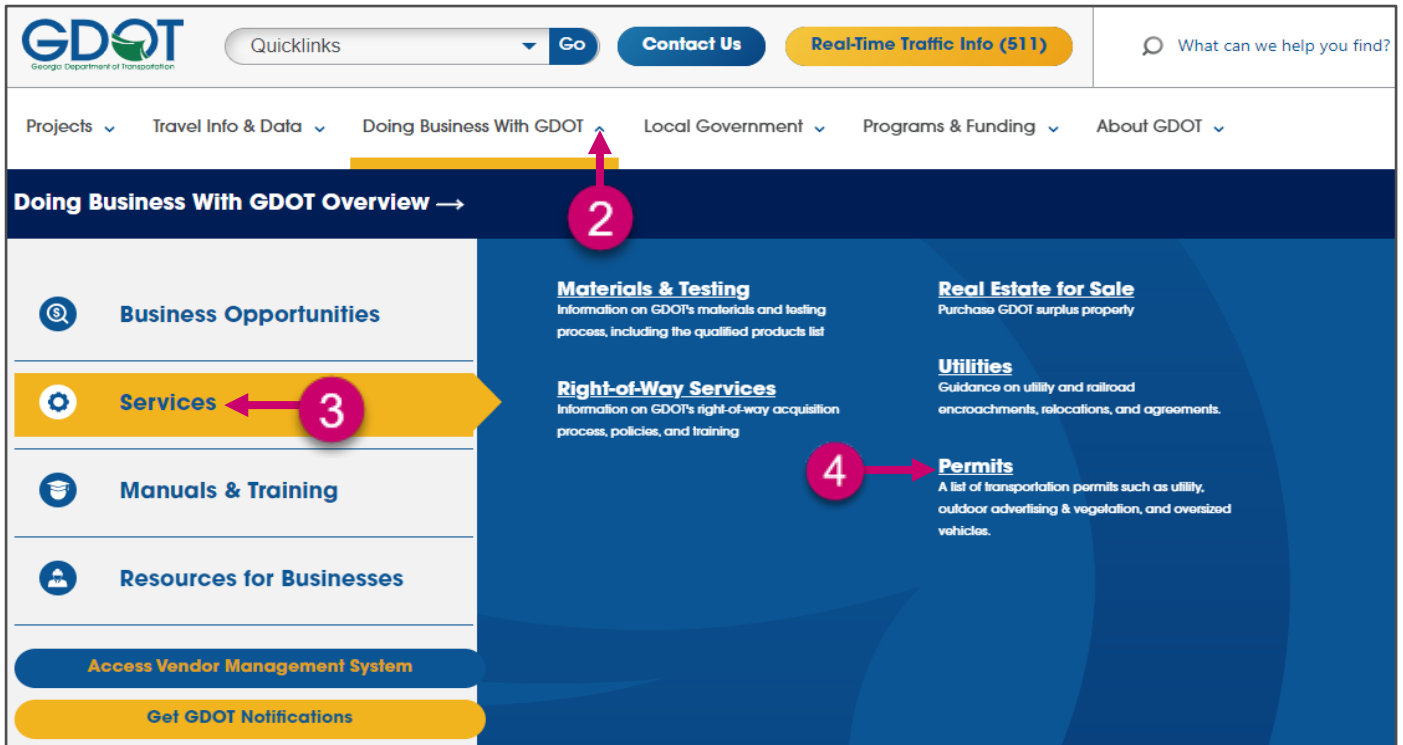 GDOT
Georgia Department of Transportation
Quicklinks
Go
Contact Us
Real-Time Traffic Info (511)
What can we help you find?
Projects
Travel Info & Data
Doing Business With GDOT
Local Government
Programs & Funding
About GDOT
Doing Business With GDOT Overview →
2
Business Opportunities
Services
3
Manuals & Training
Resources for Businesses
Access Vendor Management System
Get GDOT Notifications
Materials & Testing
Information on GDOT's materials and testing
process, including the qualified products list
Right-of-Way Services
Information on GDOT's right-of-way acquisition
process, policies, and training
Real Estate for Sale
Purchase GDOT surplus property
Utilities
Guidance on utility and railroad
encroachments, relocations, and agreements.
4
Permits
A list of transportation permits such as utility,
outdoor advertising & vegetation, and oversized
vehicles.